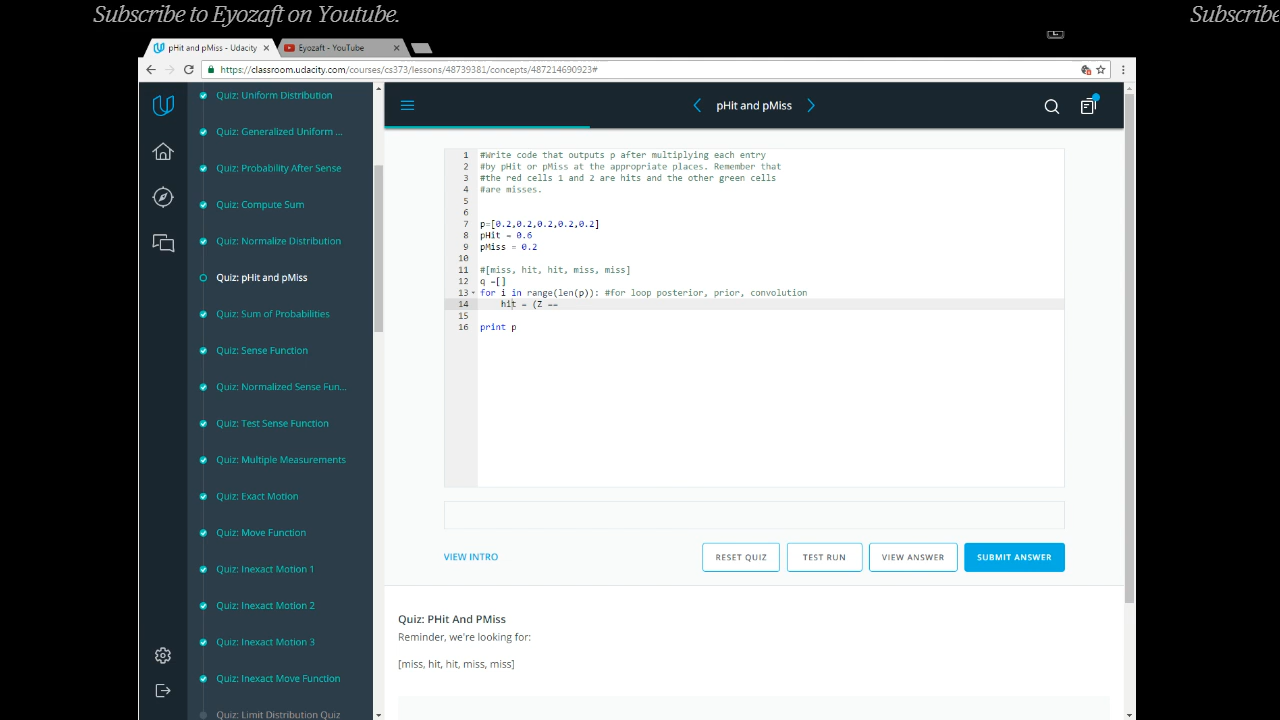 Subscribe to Eyozaft on Youtube.
Subscribe
pHit and pMiss - Udacity
Eyozaft - YouTube
https://classroom.udacity.com/courses/cs373/lessons/48739381/concepts/487214690923#
Quiz: Uniform Distribution
Quiz: Generalized Uniform ...
Quiz: Probability After Sense
Quiz: Compute Sum
Quiz: Normalize Distribution
Quiz: pHit and pMiss
Quiz: Sum of Probabilities
Quiz: Sense Function
Quiz: Normalized Sense Fun...
Quiz: Test Sense Function
Quiz: Multiple Measurements
Quiz: Exact Motion
Quiz: Move Function
Quiz: Inexact Motion 1
Quiz: Inexact Motion 2
Quiz: Inexact Motion 3
Quiz: Inexact Move Function
Quiz: Limit Distribution Quiz
pHit and pMiss
1 #Write code that outputs p after multiplying each entry
2 #by pHit or pMiss at the appropriate places. Remember that
3 #the red cells 1 and 2 are hits and the other green cells
4 #are misses.
5
6
7 p=[0.2,0.2,0.2,0.2,0.2]
8 pHit = 0.6
9 pMiss = 0.2
10
11 #[miss, hit, hit, miss, miss]
12 q =[]
13 for i in range(len(p)): #for loop posterior, prior, convolution
14 hit = (Z ==
15
16 print p
VIEW INTRO
RESET QUIZ
TEST RUN
VIEW ANSWER
SUBMIT ANSWER
Quiz: PHit And PMiss
Reminder, we're looking for:
[miss, hit, hit, miss, miss]